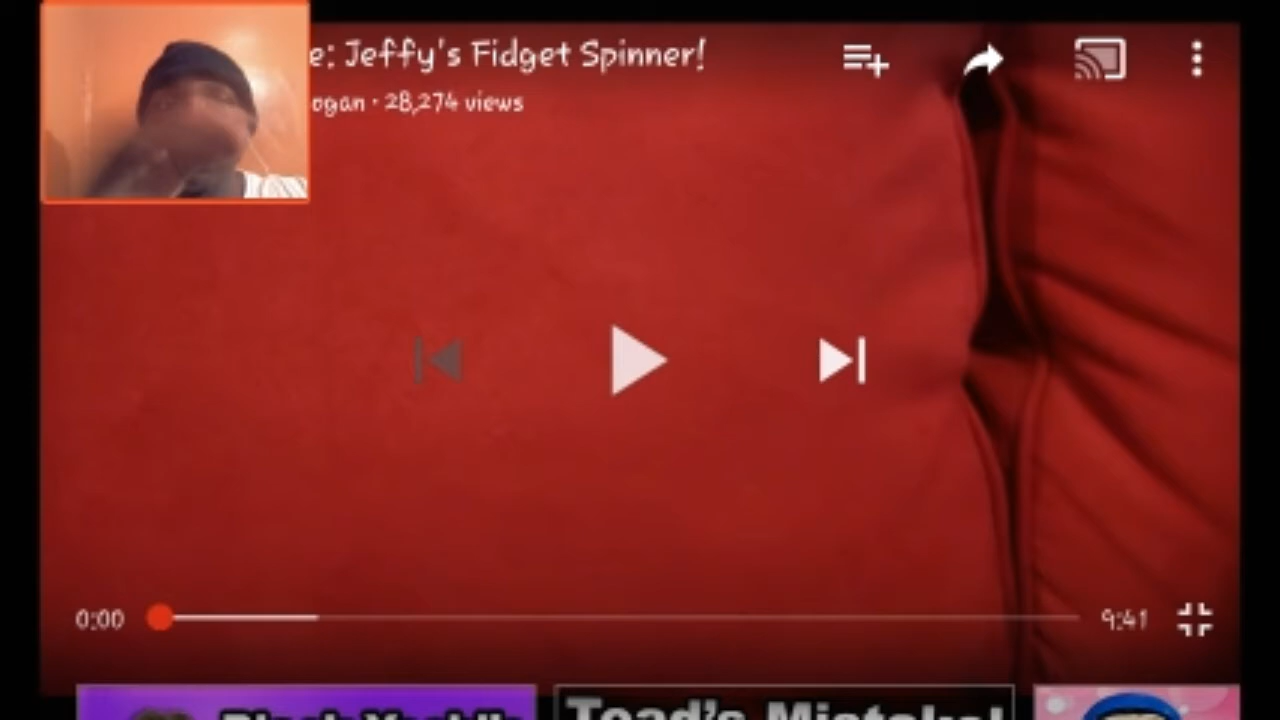 e: Jeffy's Fidget Spinner!
ogan · 28,274 views
0:00
9:41
Toad's Mistake!